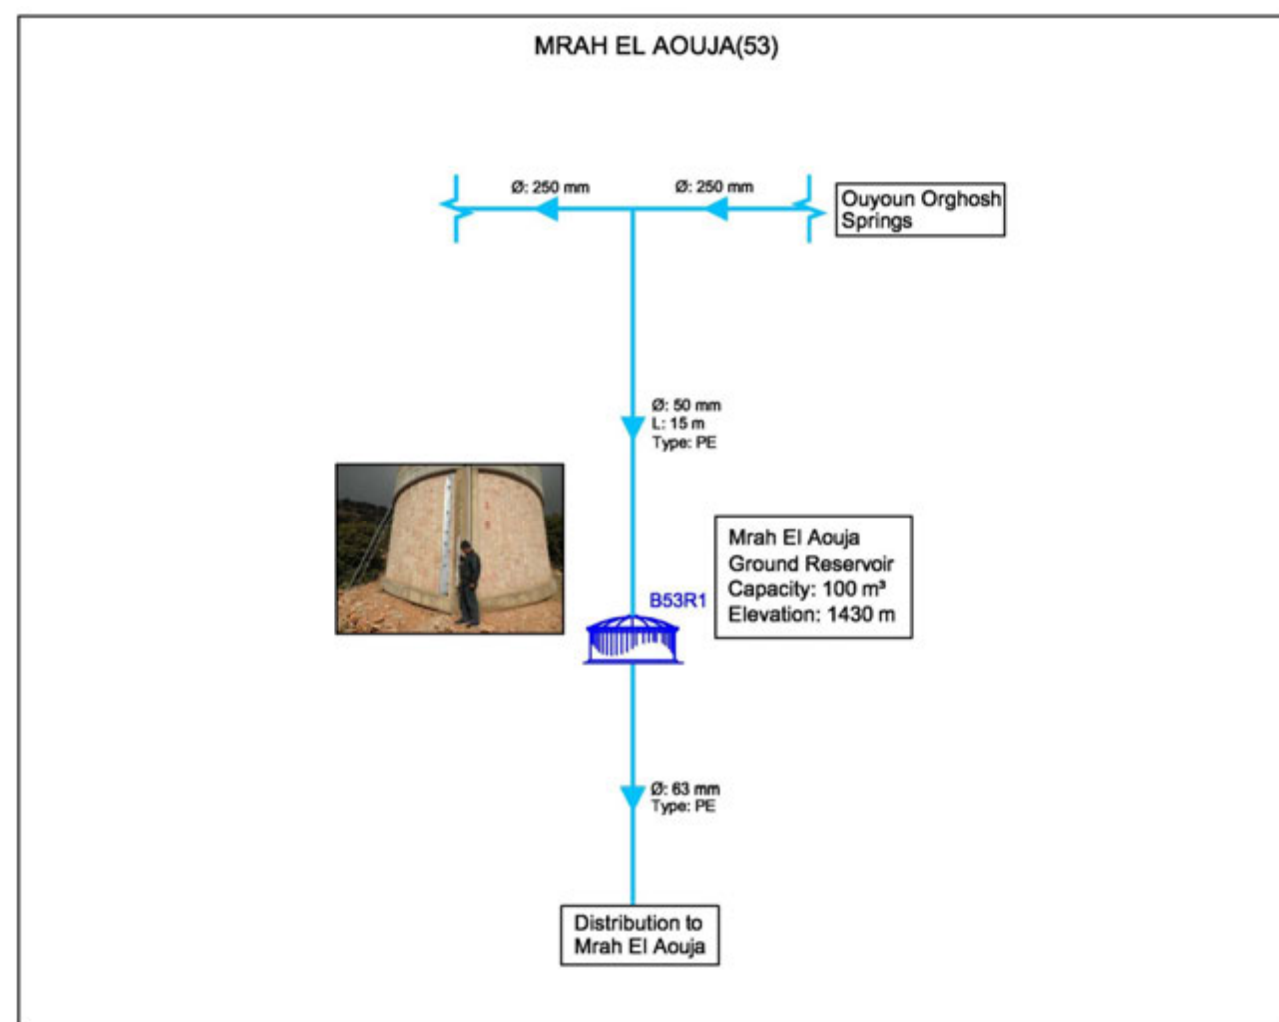 MRAH EL AOUJA(53)
Ø: 250 mm
Ø: 250 mm
Ouyoun Orghosh
Springs
Ø: 50 mm
L: 15 m
Type: PE
Mrah El Aouja
Ground Reservoir
Capacity: 100 m³
Elevation: 1430 m
B53R1
Ø: 63 mm
Type: PE
Distribution to
Mrah El Aouja